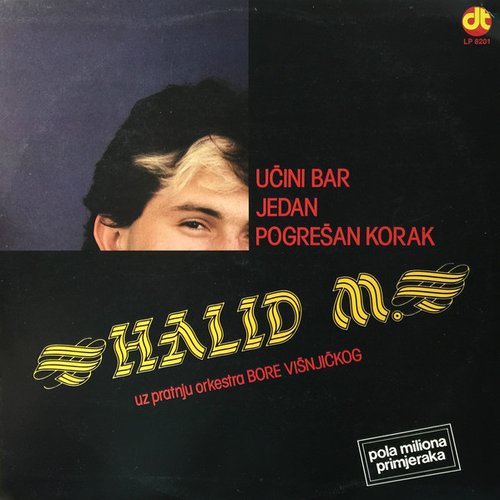 dt
LP 8201
UČINI BAR
JEDAN
POGREŠAN KORAK
HALID M.
uz pratnju orkestra BORE VIŠNJIČKOG
pola miliona
primjeraka